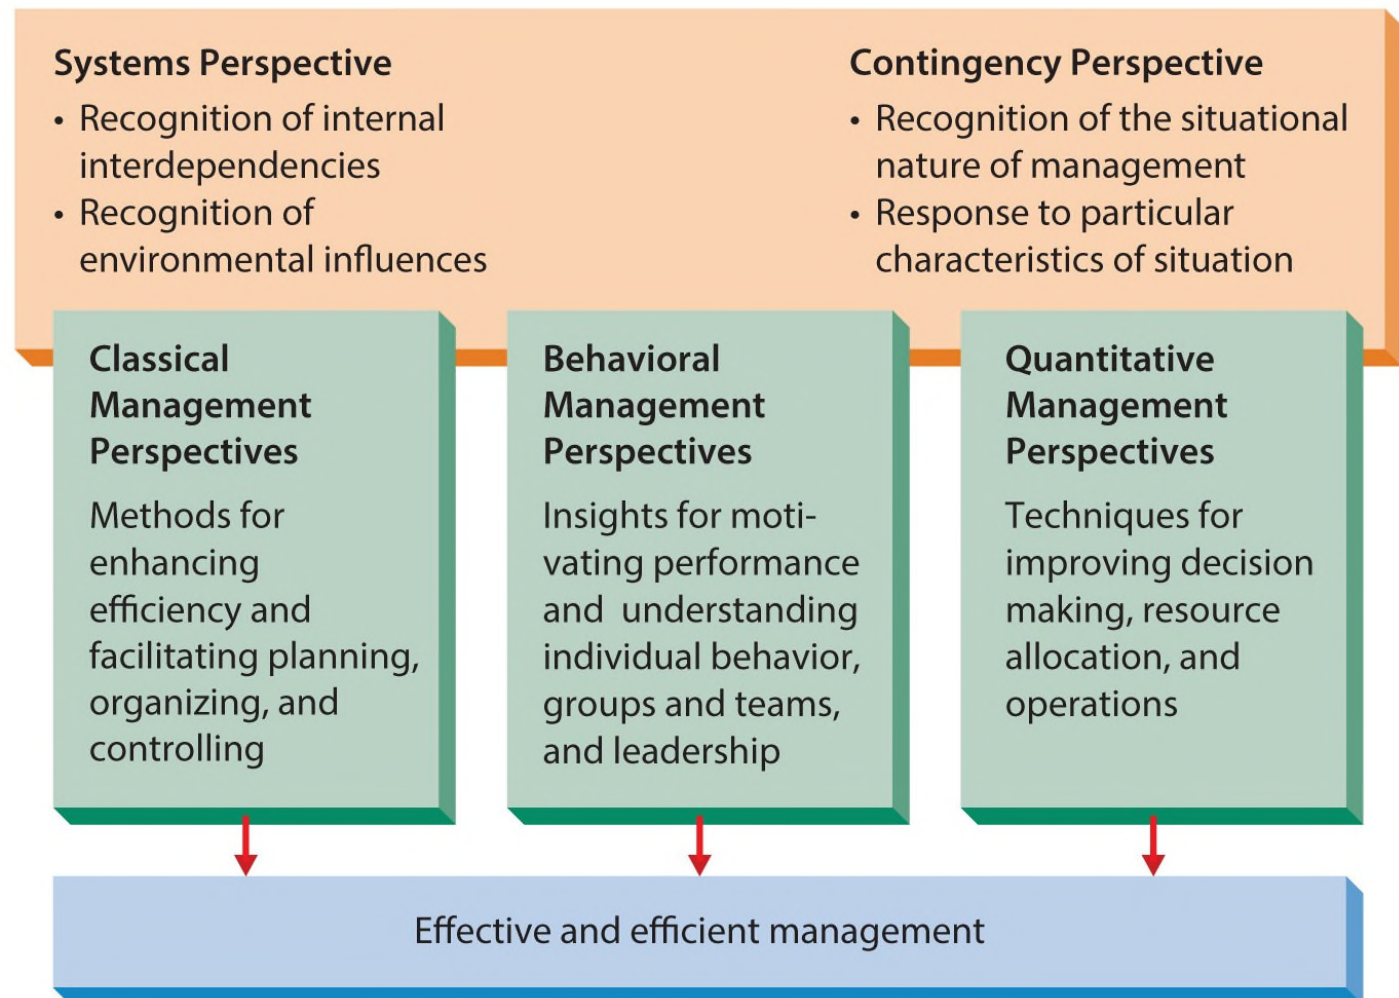 Systems Perspective
• Recognition of internal
interdependencies
• Recognition of
environmental influences
Contingency Perspective
• Recognition of the situational
nature of management
• Response to particular
characteristics of situation
Classical
Management
Perspectives
Methods for
enhancing
efficiency and
facilitating planning,
organizing, and
controlling
Behavioral
Management
Perspectives
Insights for moti-
vating performance
and understanding
individual behavior,
groups and teams,
and leadership
Quantitative
Management
Perspectives
Techniques for
improving decision
making, resource
allocation, and
operations
Effective and efficient management